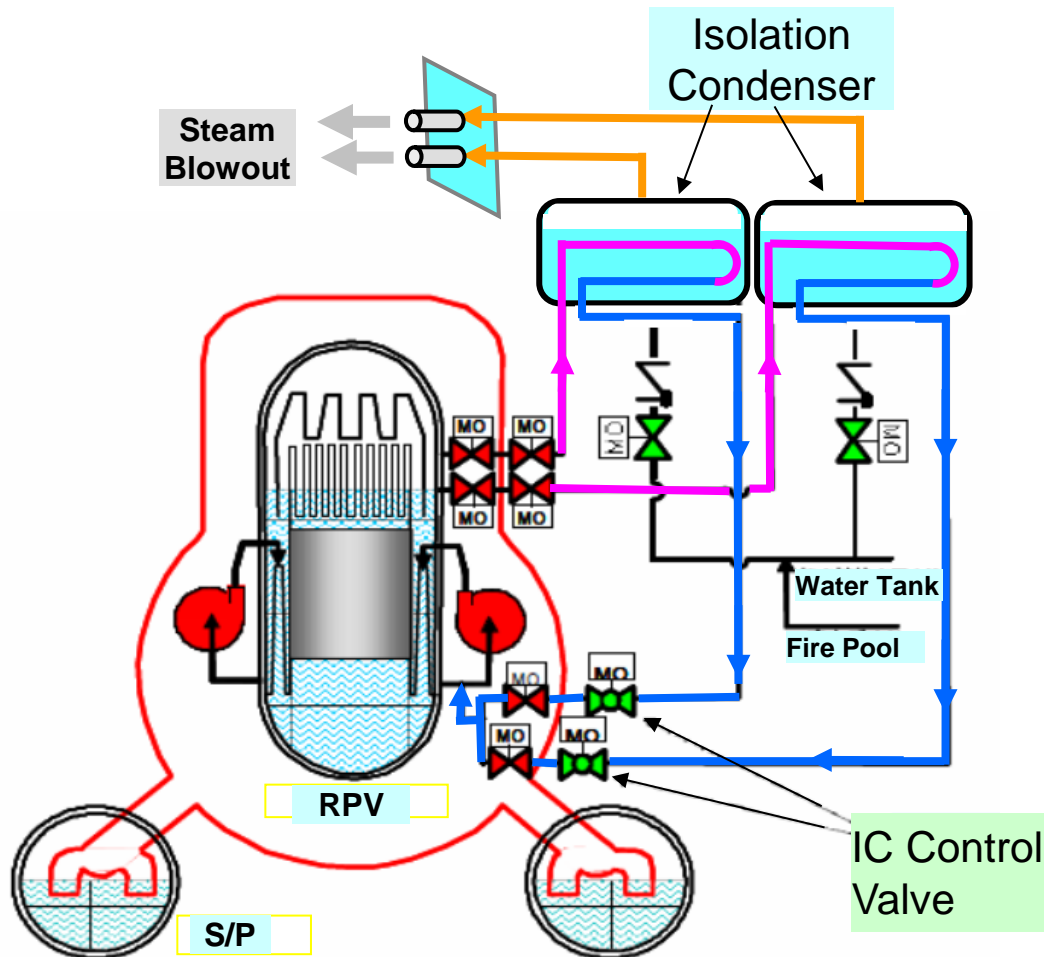 Isolation
Condenser
Steam
Blowout
MO
MO
MO
MO
MO
MO
Water Tank
Fire Pool
MO
MO
MO
MO
RPV
IC Control
Valve
S/P